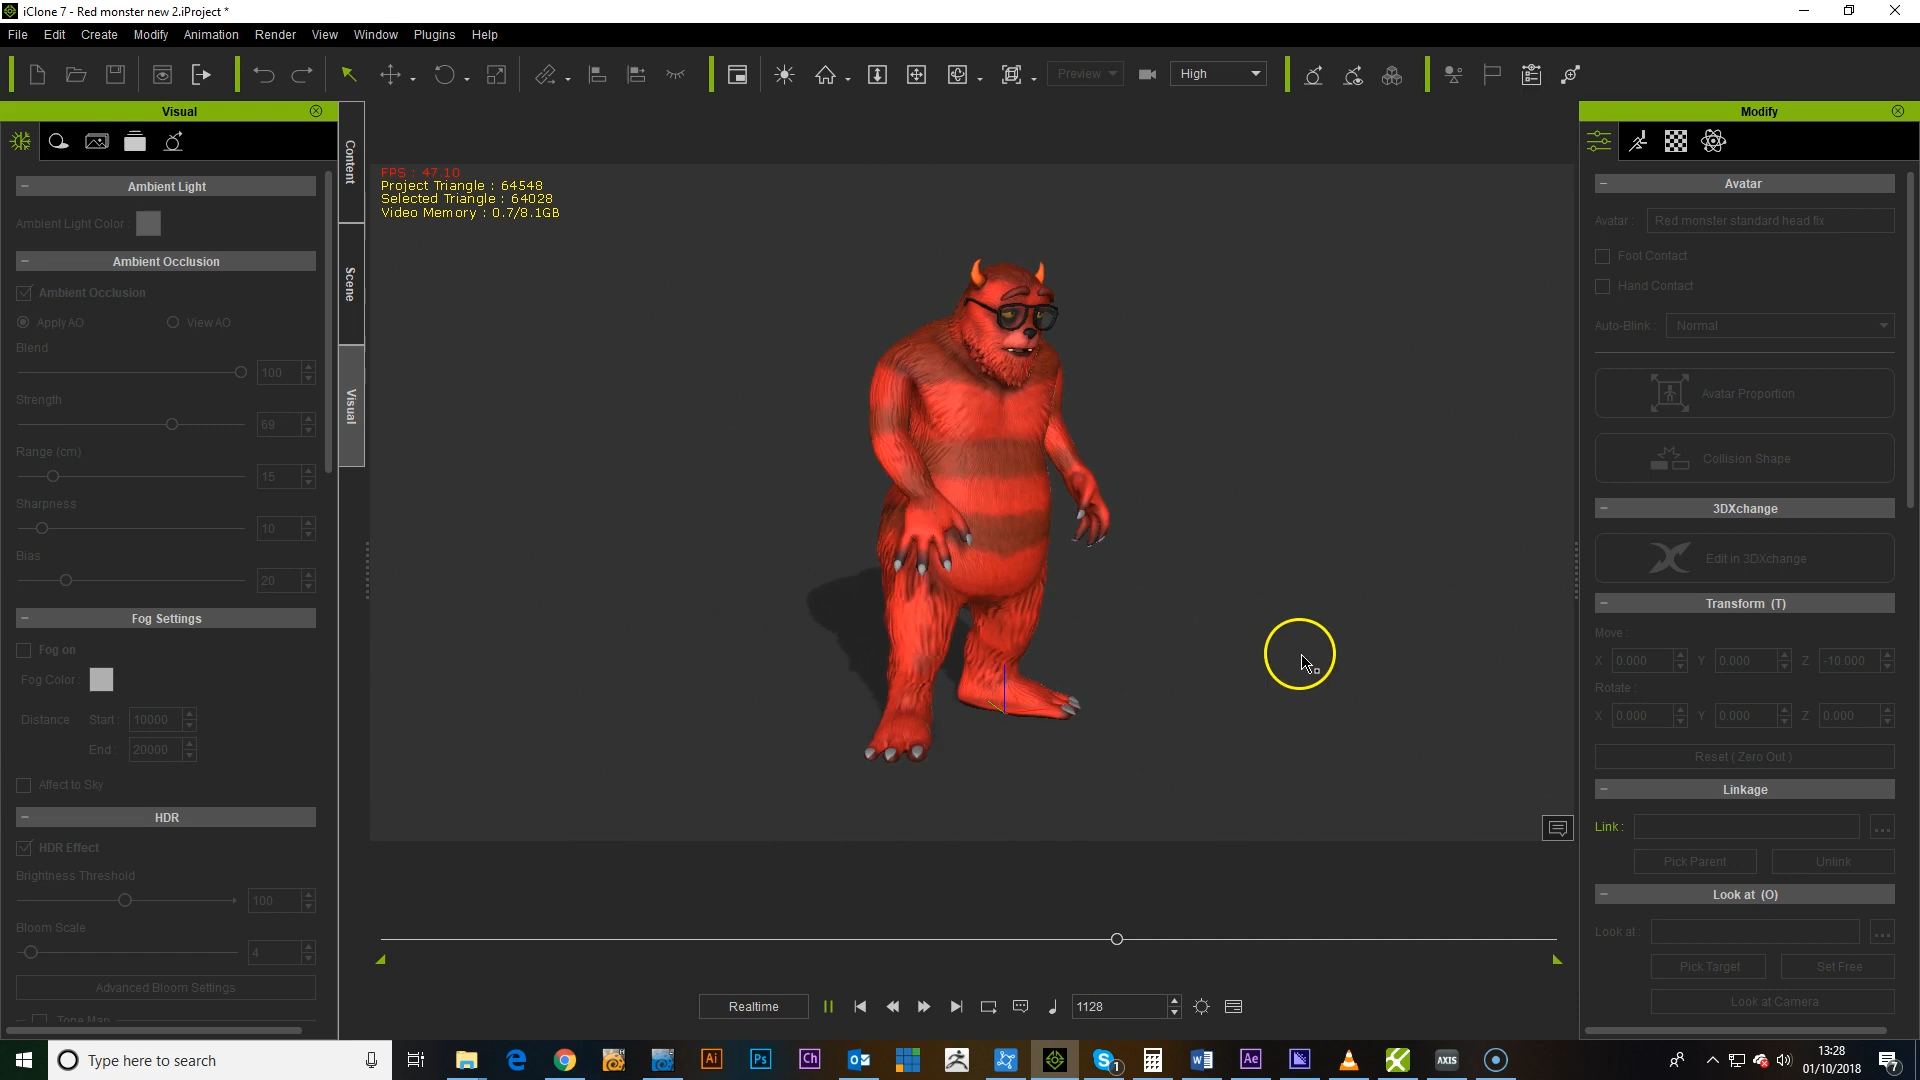 iClone 7 - Red monster new 2.iProject *
File Edit Create Modify Animation Render View Window Plugins Help
Preview High
Visual
Content
Scene
Visual
Ambient Light
Ambient Light Color :
Ambient Occlusion
Ambient Occlusion
Apply AO View AO
Blend
100
Strength
69
Range (cm)
15
Sharpness
10
Bias
20
Fog Settings
Fog on
Fog Color :
Distance Start : 10000
End : 20000
Affect to Sky
HDR
HDR Effect
Brightness Threshold
100
Bloom Scale
4
Advanced Bloom Settings
Tone Map
FPS : 47.10
Project Triangle : 64548
Selected Triangle : 64028
Video Memory : 0.7/8.1GB
Realtime 1128
Modify
Avatar
Avatar : Red monster standard head fix
Foot Contact
Hand Contact
Auto-Blink : Normal
Avatar Proportion
Collision Shape
3DXchange
Edit in 3DXchange
Transform (T)
Move :
X 0.000 Y 0.000 Z -10.000
Rotate :
X 0.000 Y 0.000 Z 0.000
Reset ( Zero Out )
Linkage
Link :
...
Pick Parent Unlink
Look at (O)
Look at :
...
Pick Target Set Free
Look at Camera
Type here to search
Ai Ps Ch 1 Ae AXIS
13:28
01/10/2018
7